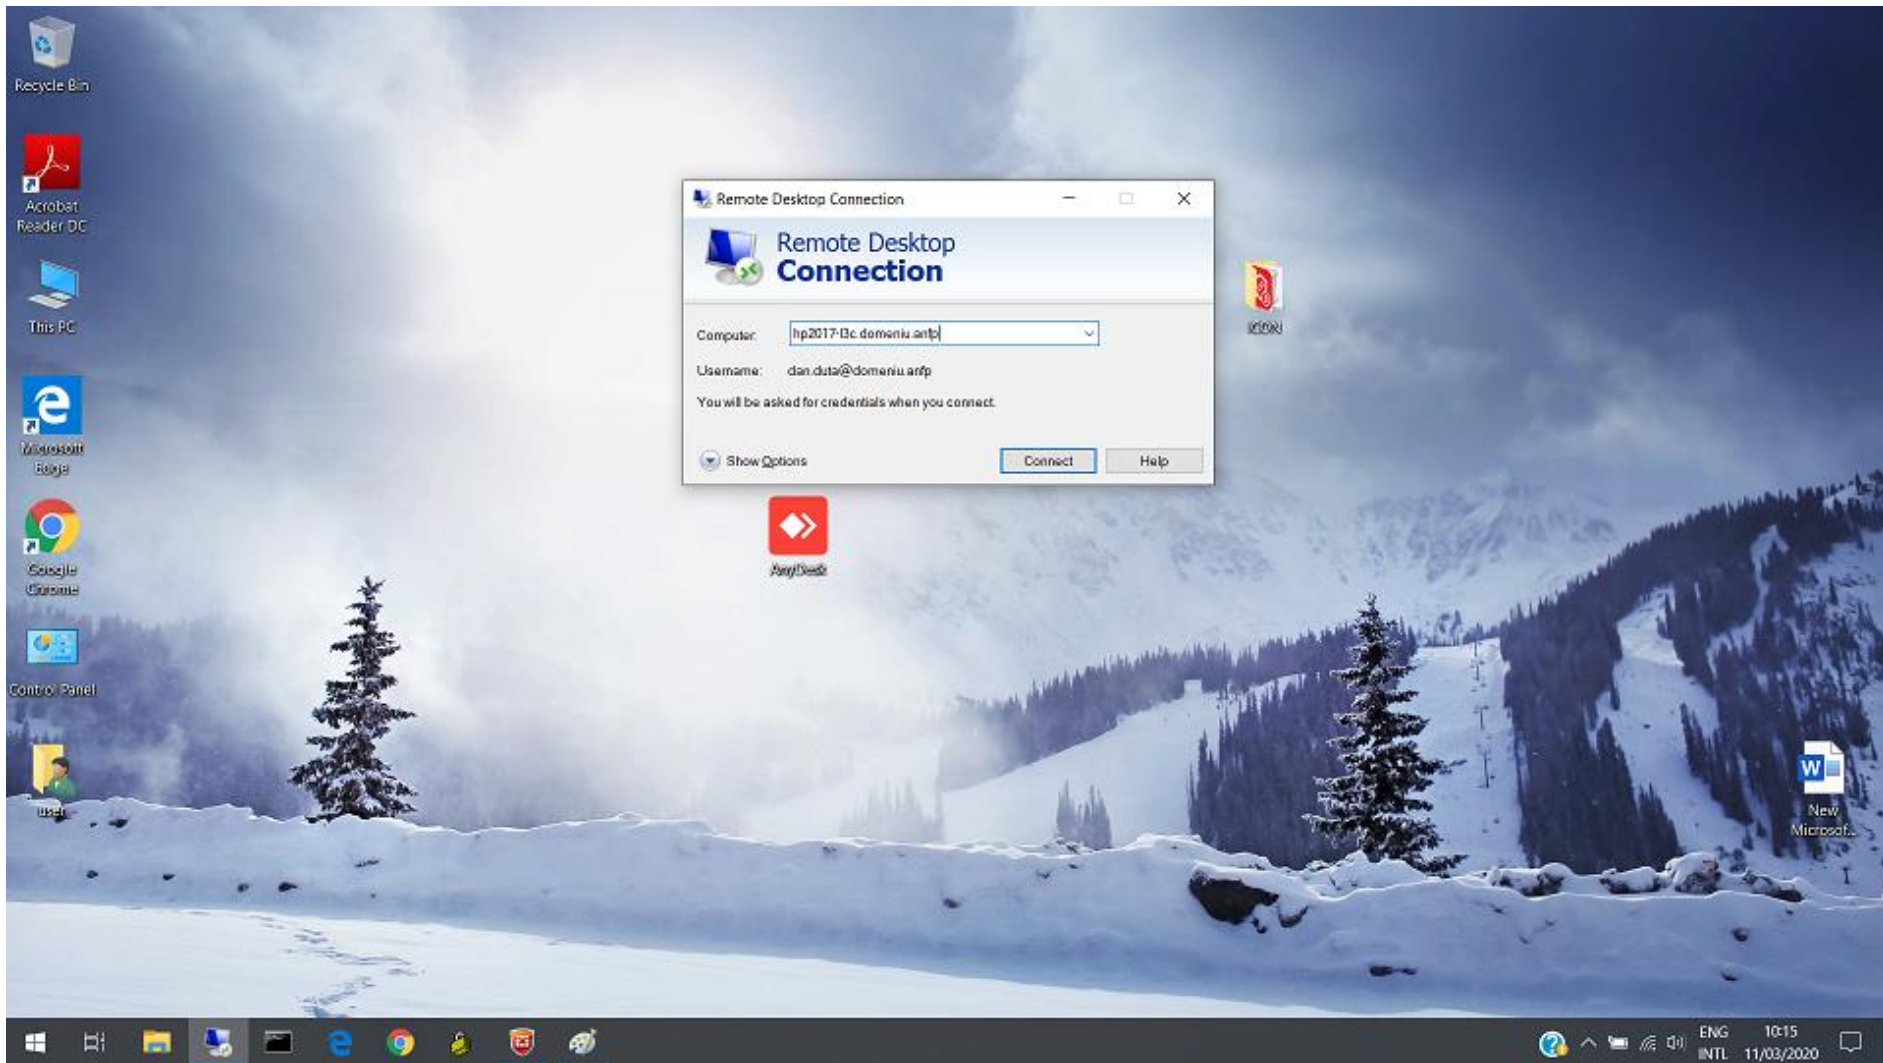 Recycle Bin
Acrobat
Reader DC
This PC
Microsoft
Edge
Google
Chrome
Control Panel
user
Remote Desktop Connection
Remote Desktop
Connection
Computer:
hp2017-l3c.domeniu.anfp
Username:
dan.duta@domeniu.anfp
You will be asked for credentials when you connect.
Show Options
Connect
Help
AnyDesk
ICON
W
New
Microsof...
ENG
INTL
10:15
11/03/2020